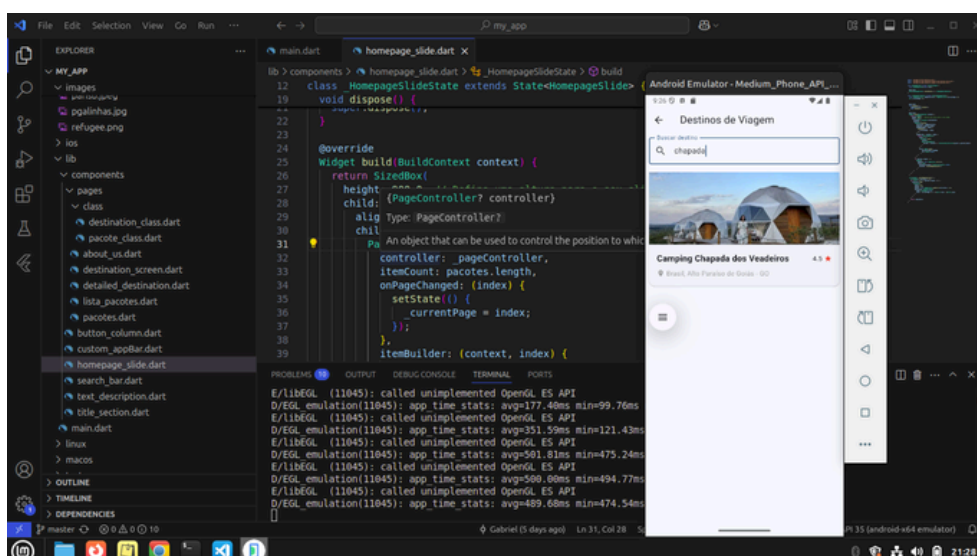 File Edit Selection View Go Run ···
my_app
EXPLORER ···
MY_APP
images
pgalinhas.jpg
refugee.png
ios
lib
components
pages
class
destination_class.dart
pacote_class.dart
about_us.dart
destination_screen.dart
detailed_destination.dart
lista_pacotes.dart
pacotes.dart
button_column.dart
custom_appBar.dart
homepage_slide.dart
search_bar.dart
text_description.dart
title_section.dart
main.dart
linux
macos
OUTLINE
TIMELINE
DEPENDENCIES
main.dart homepage_slide.dart ×
lib > components > homepage_slide.dart > _HomepageSlideState > build
12 class _HomepageSlideState extends State<HomepageSlide> {
19 void dispose() {
22 }
23
24 @override
25 Widget build(BuildContext context) {
26 return SizedBox(
27 height
28 child:
29 alig
30 chil
31 Pa
{PageController? controller}
Type: PageController?
An object that can be used to control the position to whic
32 controller: _pageController,
33 itemCount: pacotes.length,
34 onPageChanged: (index) {
35 setState(() {
36 _currentPage = index;
37 });
38 },
39 itemBuilder: (context, index) {
PROBLEMS 10 OUTPUT DEBUG CONSOLE TERMINAL PORTS
E/libEGL (11045): called unimplemented OpenGL ES API
D/EGL_emulation(11045): app_time_stats: avg=177.40ms min=99.76ms
E/libEGL (11045): called unimplemented OpenGL ES API
D/EGL_emulation(11045): app_time_stats: avg=351.59ms min=121.43ms
E/libEGL (11045): called unimplemented OpenGL ES API
D/EGL_emulation(11045): app_time_stats: avg=501.81ms min=475.24ms
E/libEGL (11045): called unimplemented OpenGL ES API
D/EGL_emulation(11045): app_time_stats: avg=500.00ms min=494.77ms
E/libEGL (11045): called unimplemented OpenGL ES API
D/EGL_emulation(11045): app_time_stats: avg=489.68ms min=474.54ms
Android Emulator - Medium_Phone_API_...
9:26
Destinos de Viagem
Buscar destino
chapada
Camping Chapada dos Veadeiros 4.5
Brasil, Alto Paraíso de Goiás - GO
master 0 0 10 Gabriel (5 days ago) Ln 31, Col 28
API 35 (android-x64 emulator)
21:26